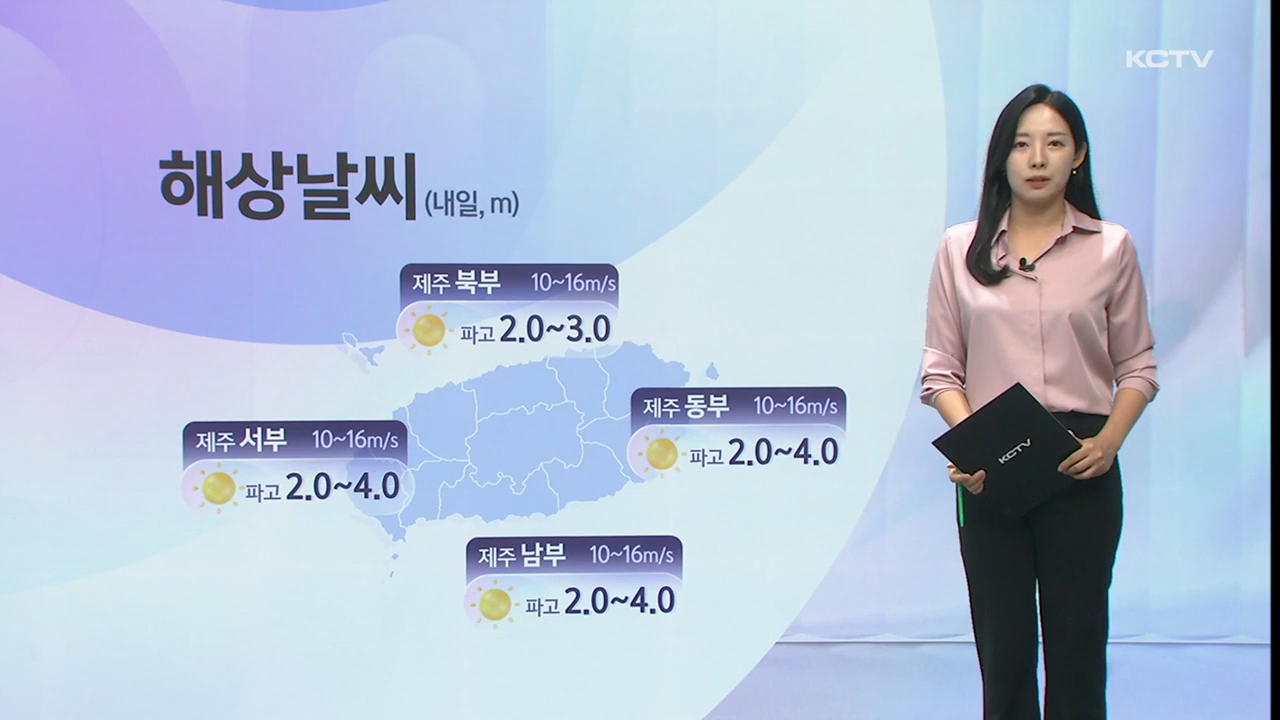 KCTV
해상날씨 (내일, m)
제주 북부 10~16m/s
파고 2.0~3.0
제주 동부 10~16m/s
파고 2.0~4.0
제주 서부 10~16m/s
파고 2.0~4.0
제주 남부 10~16m/s
파고 2.0~4.0
KCTV